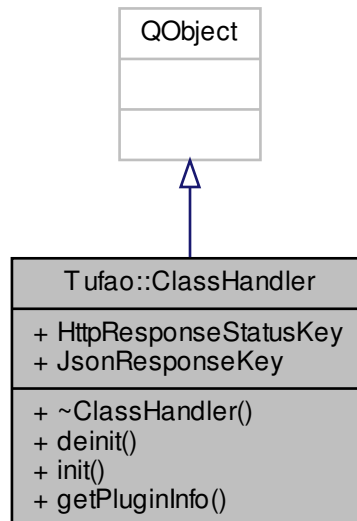 QObject
Tufao::ClassHandler
+ HttpResponseStatusKey
+ JsonResponseKey
+ ~ClassHandler()
+ deinit()
+ init()
+ getPluginInfo()